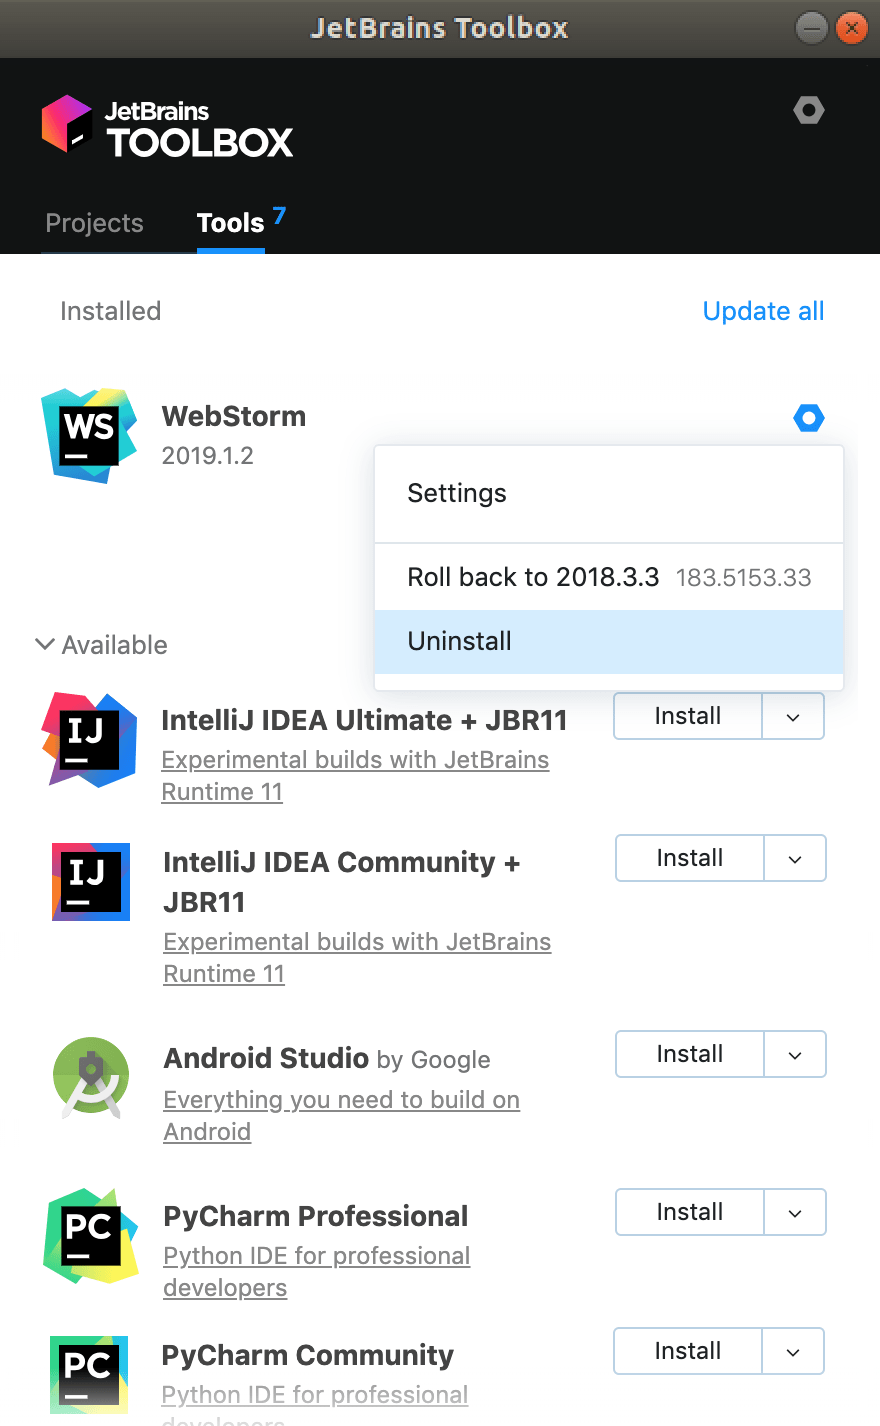 JetBrains Toolbox
JetBrains
TOOLBOX
Projects
Tools 7
Installed
Update all
WS
WebStorm
2019.1.2
Settings
Roll back to 2018.3.3 183.5153.33
Uninstall
Available
IJ
IntelliJ IDEA Ultimate + JBR11
Install
Experimental builds with JetBrains
Runtime 11
IJ
IntelliJ IDEA Community +
JBR11
Install
Experimental builds with JetBrains
Runtime 11
Android Studio by Google
Install
Everything you need to build on
Android
PC
PyCharm Professional
Install
Python IDE for professional
developers
PC
PyCharm Community
Install
Python IDE for professional
developers